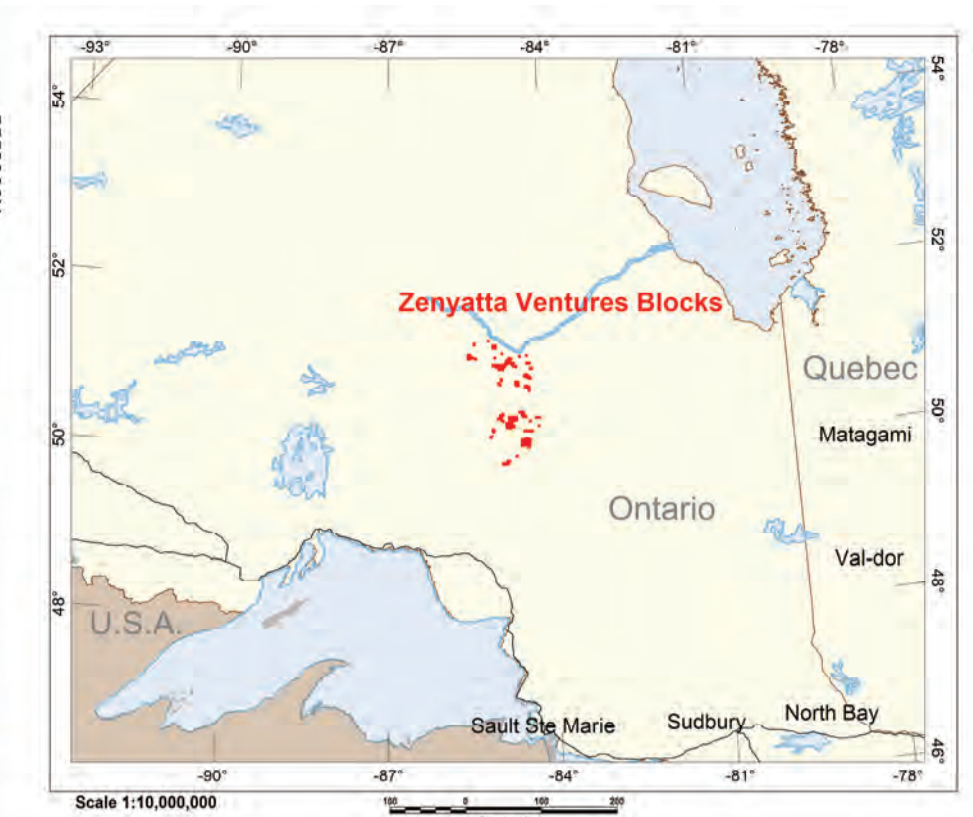 -93° -90° -87° -84° -81° -78°
54° 54°
52° 52°
Zenyatta Ventures Blocks
Quebec
50° 50°
Matagami
Ontario
Val-dor
48° 48°
U.S.A.
Sault Ste Marie Sudbury North Bay
46°
-90° -87° -84° -81° -78°
Scale 1:10,000,000
100 0 100 200